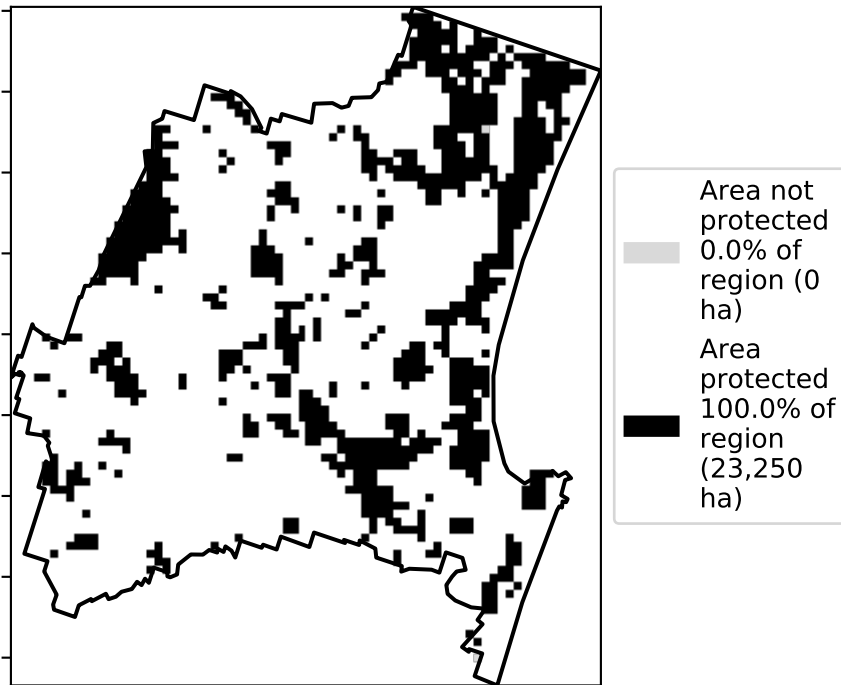 Area not
protected
0.0% of
region (0
ha)
Area
protected
100.0% of
region
(23,250
ha)